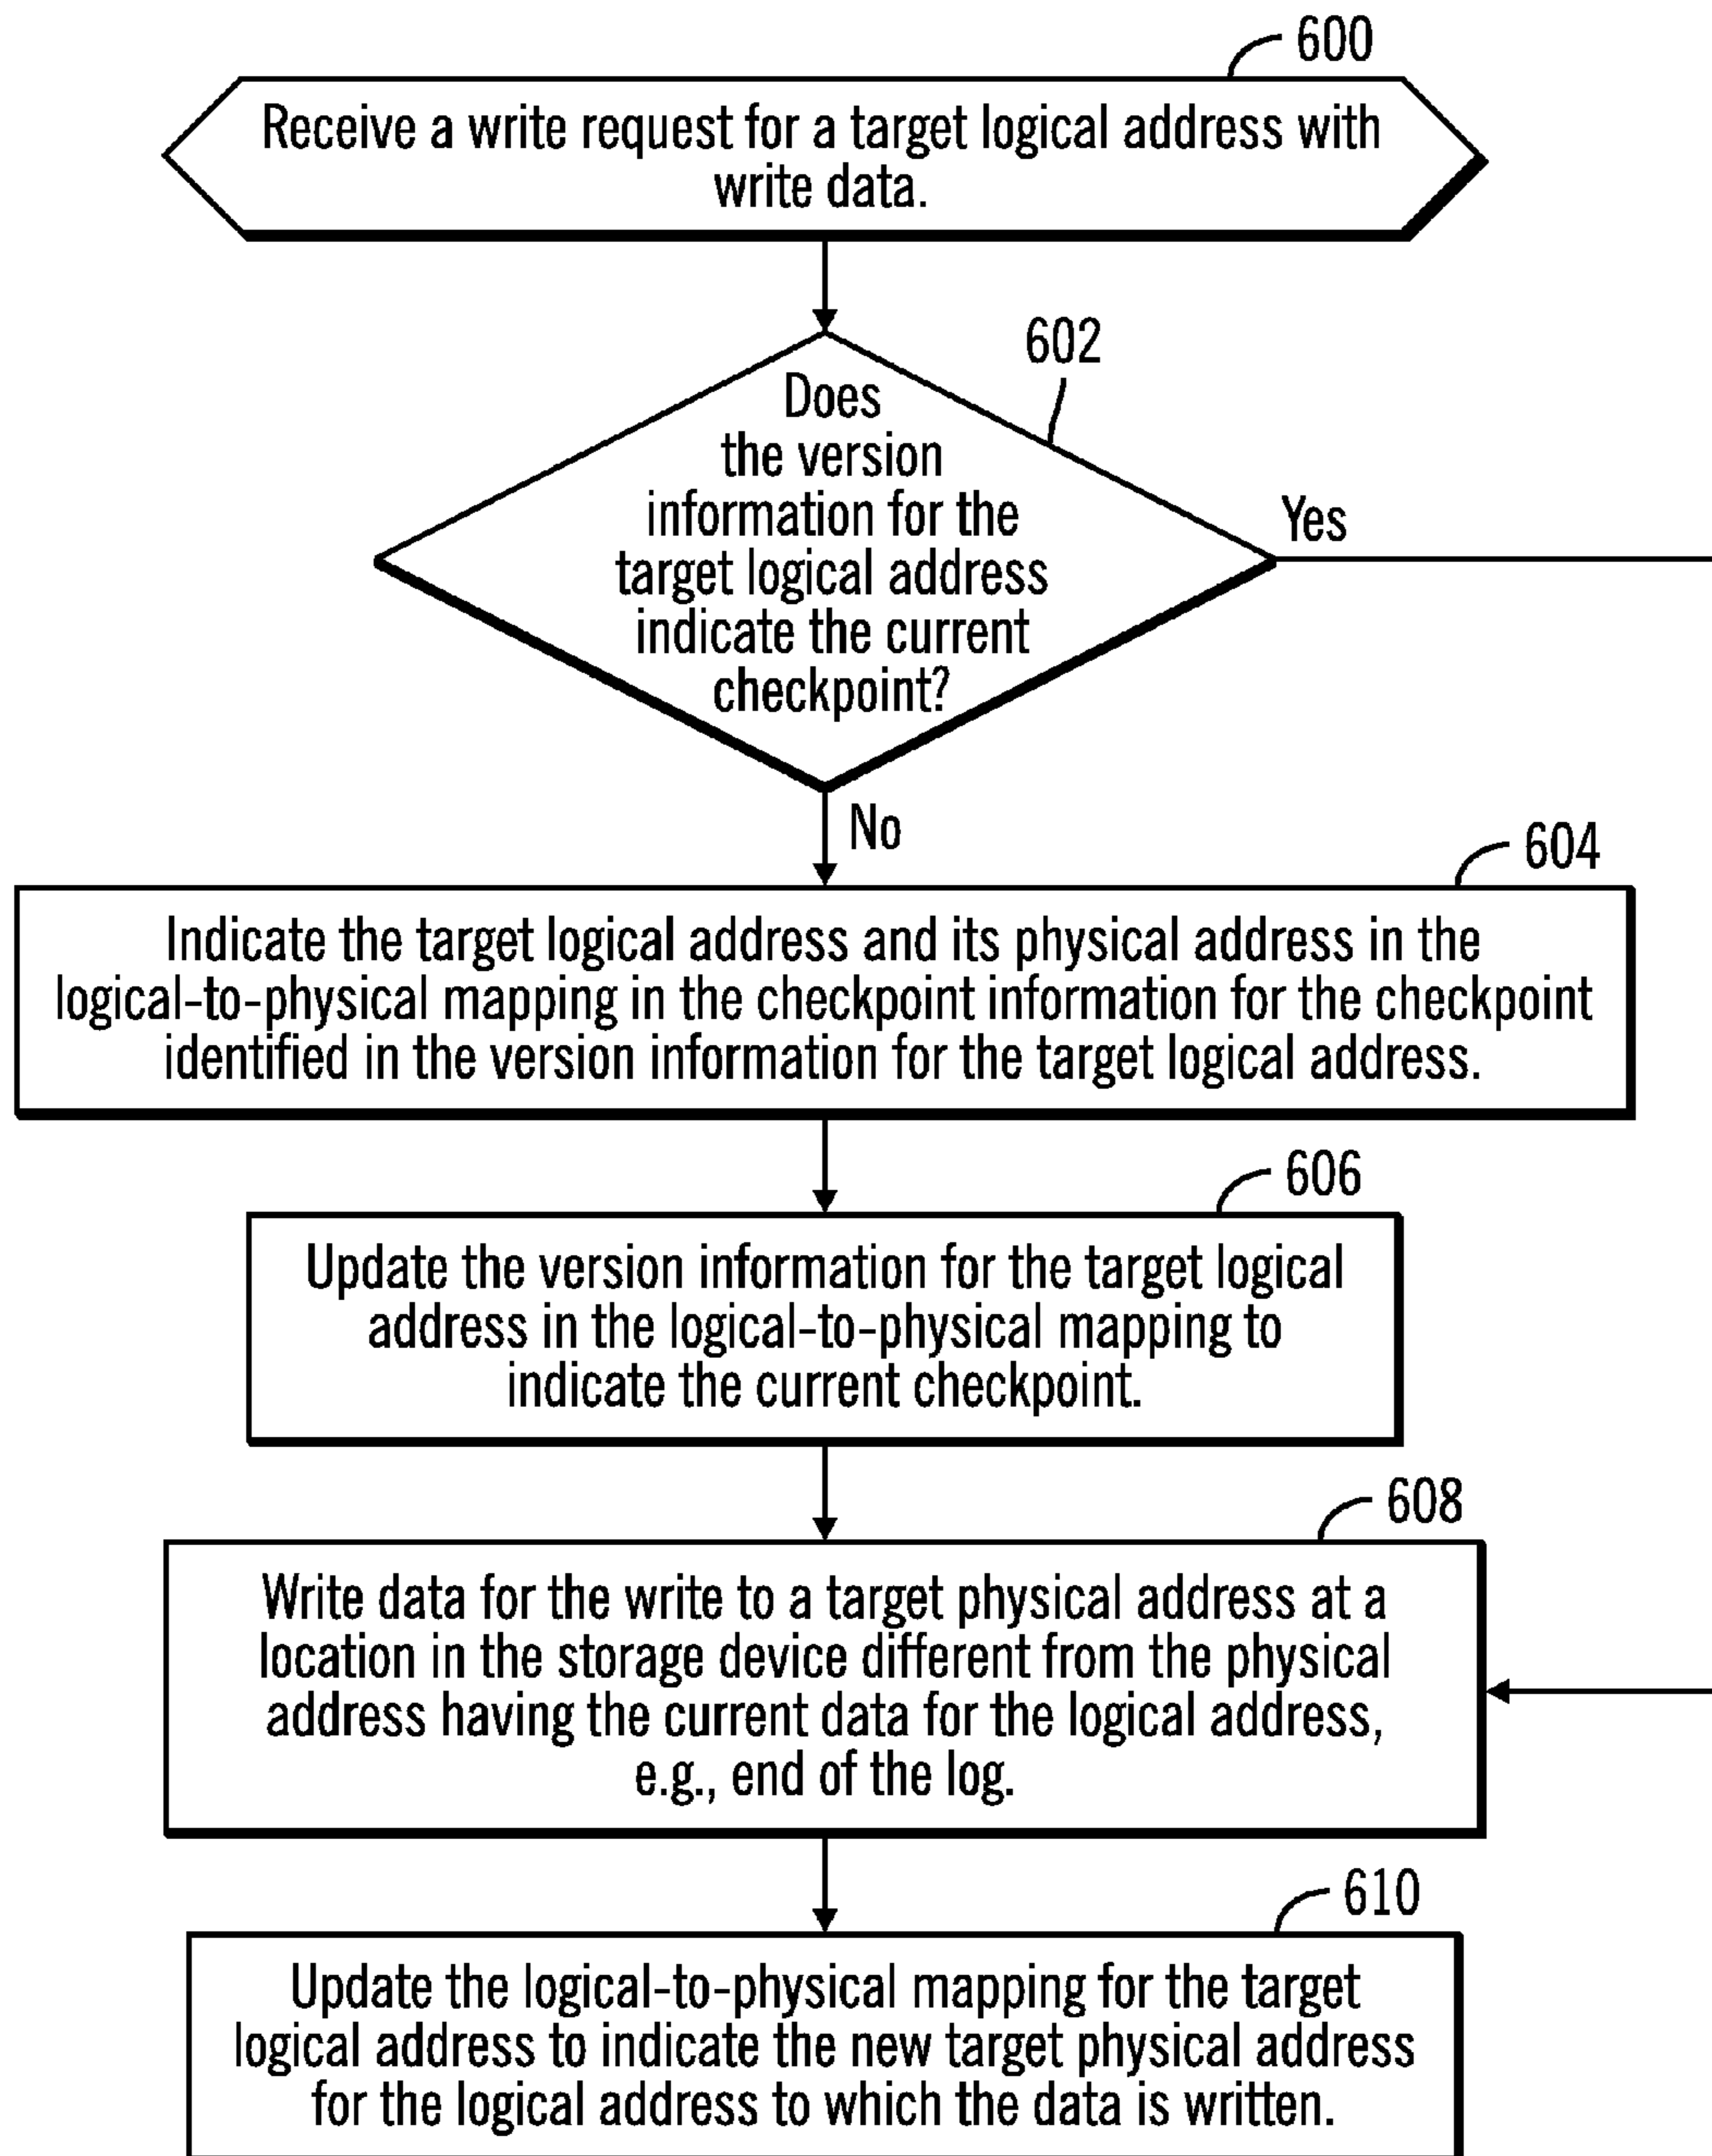 600
Receive a write request for a target logical address with
write data.
602
Does
the version
information for the
target logical address
indicate the current
checkpoint?
Yes
No
604
Indicate the target logical address and its physical address in the
logical-to-physical mapping in the checkpoint information for the checkpoint
identified in the version information for the target logical address.
606
Update the version information for the target logical
address in the logical-to-physical mapping to
indicate the current checkpoint.
608
Write data for the write to a target physical address at a
location in the storage device different from the physical
address having the current data for the logical address,
e.g., end of the log.
610
Update the logical-to-physical mapping for the target
logical address to indicate the new target physical address
for the logical address to which the data is written.